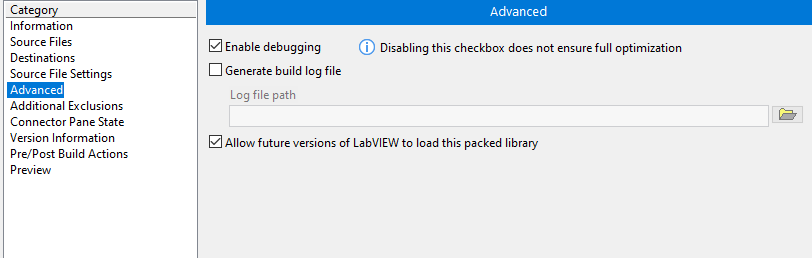 Category
Information
Source Files
Destinations
Source File Settings
Advanced
Additional Exclusions
Connector Pane State
Version Information
Pre/Post Build Actions
Preview
Advanced
Enable debugging
Disabling this checkbox does not ensure full optimization
Generate build log file
Log file path
Allow future versions of LabVIEW to load this packed library